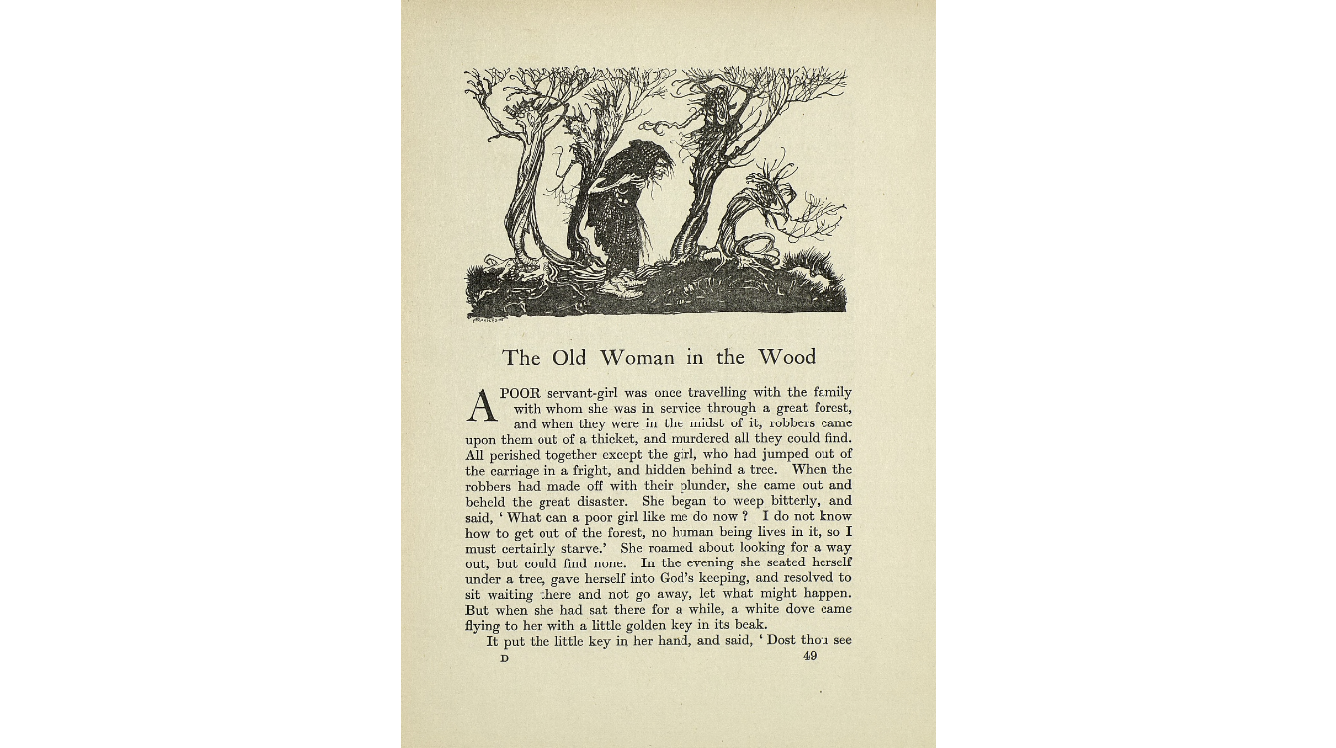 The Old Woman in the Wood
A POOR servant-girl was once travelling with the family
with whom she was in service through a great forest,
and when they were in the midst of it, robbers came
upon them out of a thicket, and murdered all they could find.
All perished together except the girl, who had jumped out of
the carriage in a fright, and hidden behind a tree. When the
robbers had made off with their plunder, she came out and
beheld the great disaster. She began to weep bitterly, and
said, ‘ What can a poor girl like me do now ? I do not know
how to get out of the forest, no human being lives in it, so I
must certainly starve.’ She roamed about looking for a way
out, but could find none. In the evening she seated herself
under a tree, gave herself into God’s keeping, and resolved to
sit waiting there and not go away, let what might happen.
But when she had sat there for a while, a white dove came
flying to her with a little golden key in its beak.
It put the little key in her hand, and said, ‘ Dost thou see
D 49